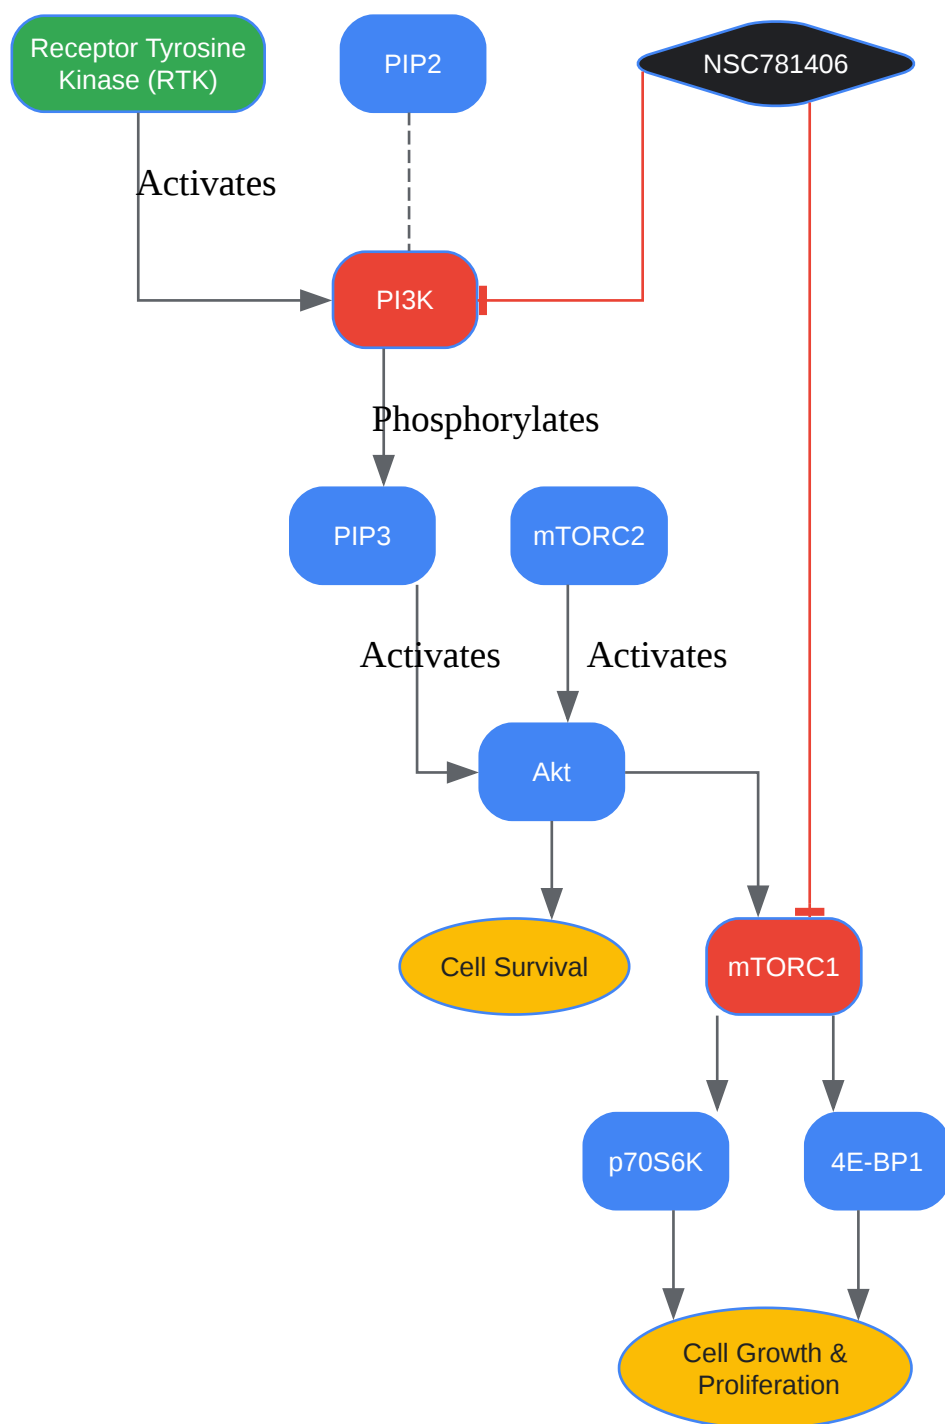 Receptor Tyrosine
Kinase (RTK)
PIP2
NSC781406
Activates
PI3K
Phosphorylates
PIP3
mTORC2
Activates
Activates
Akt
Cell Survival
mTORC1
p70S6K
4E-BP1
Cell Growth &
Proliferation